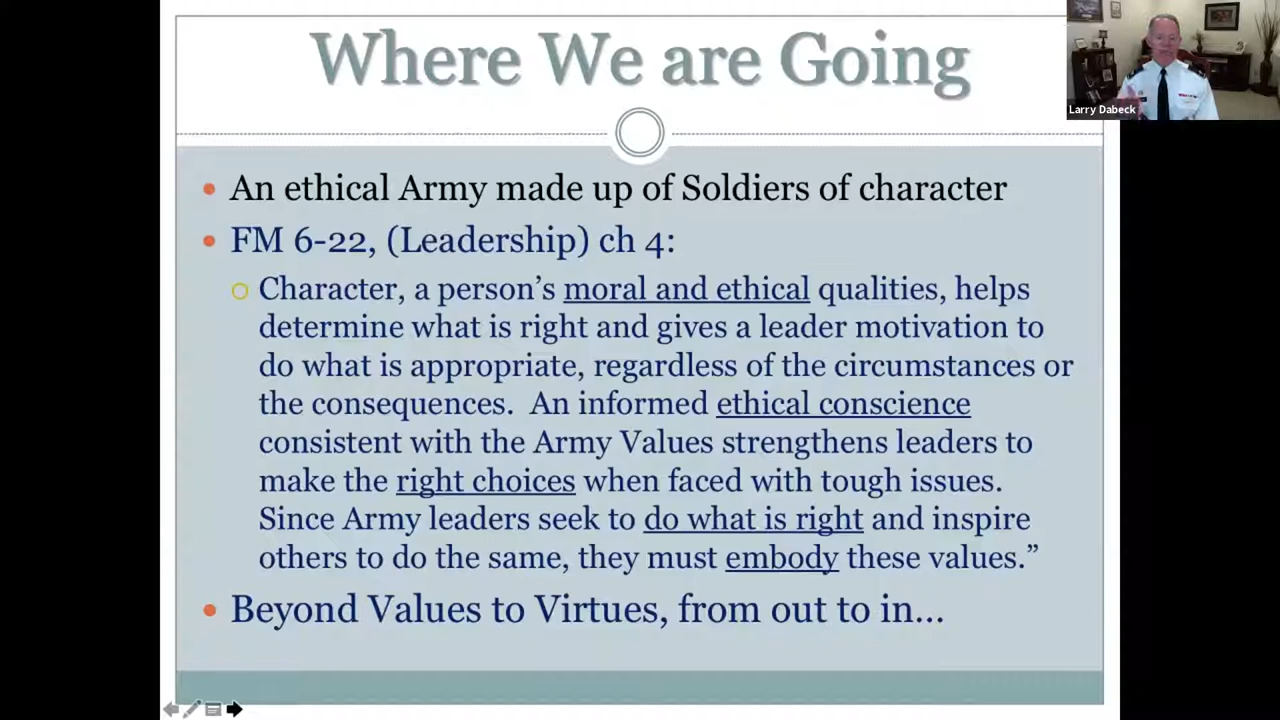 Where We are Going
Larry Dabeck
An ethical Army made up of Soldiers of character
FM 6-22, (Leadership) ch 4:
Character, a person's moral and ethical qualities, helps
determine what is right and gives a leader motivation to
do what is appropriate, regardless of the circumstances or
the consequences.  An informed ethical conscience
consistent with the Army Values strengthens leaders to
make the right choices when faced with tough issues.
Since Army leaders seek to do what is right and inspire
others to do the same, they must embody these values.”
Beyond Values to Virtues, from out to in...